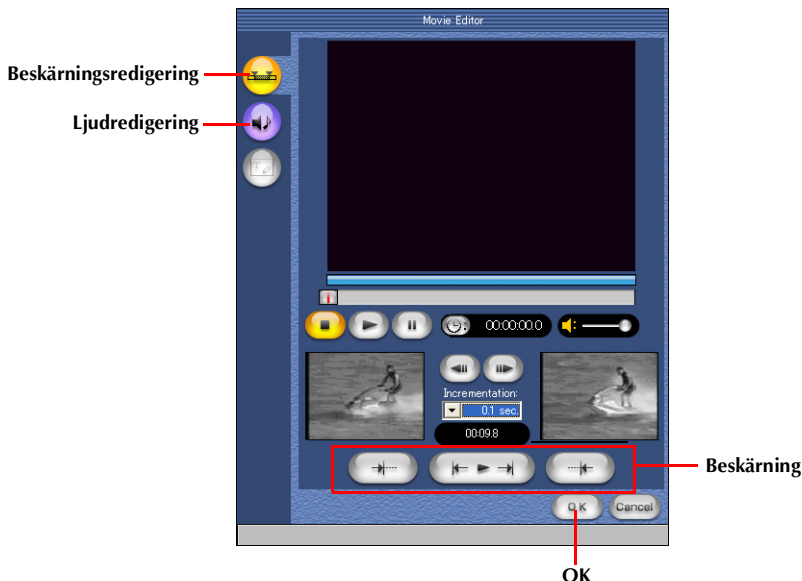 Movie Editor
Beskärningsredigering
Ljudredigering
00:00:00.0
Incrementation:
0.1 sec.
00:09.8
Beskärning
OK Cancel
OK